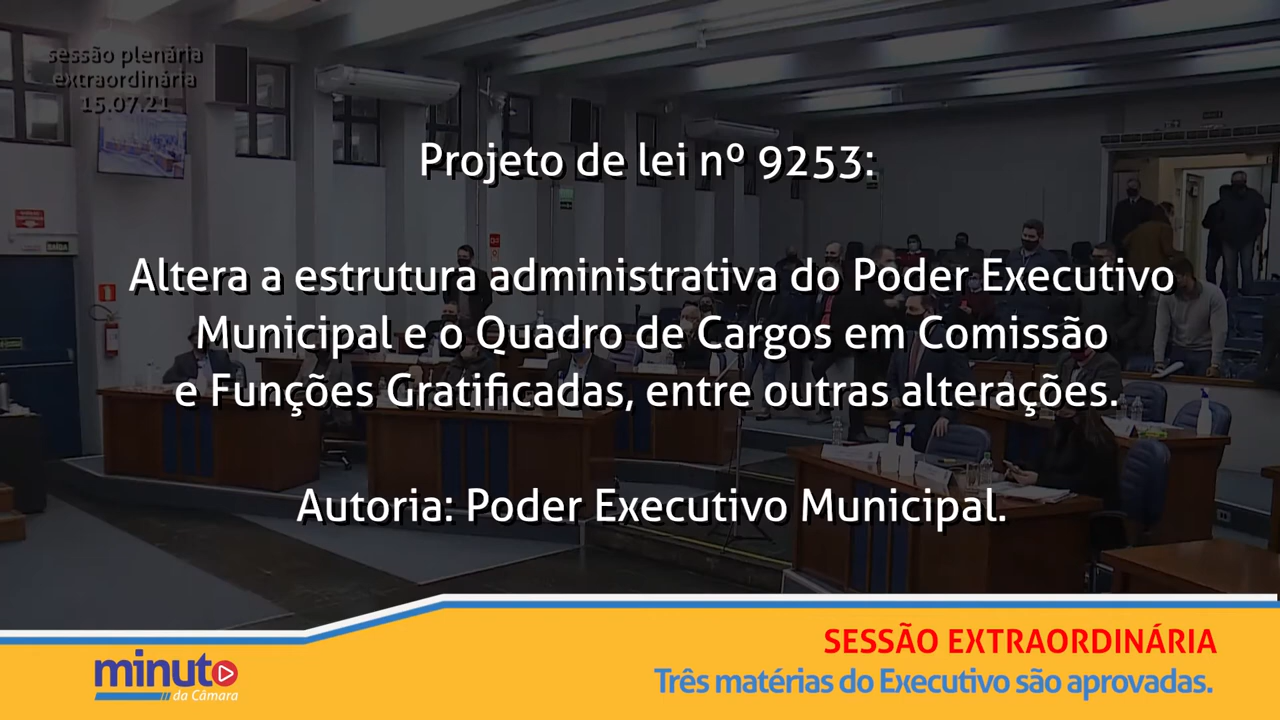 sessão plenária
extraordinária
15.07.21
Projeto de lei nº 9253:
Altera a estrutura administrativa do Poder Executivo
Municipal e o Quadro de Cargos em Comissão
e Funções Gratificadas, entre outras alterações.
Autoria: Poder Executivo Municipal.
SAÍDA
SESSÃO EXTRAORDINÁRIA
Três matérias do Executivo são aprovadas.
minuto
// da Câmara